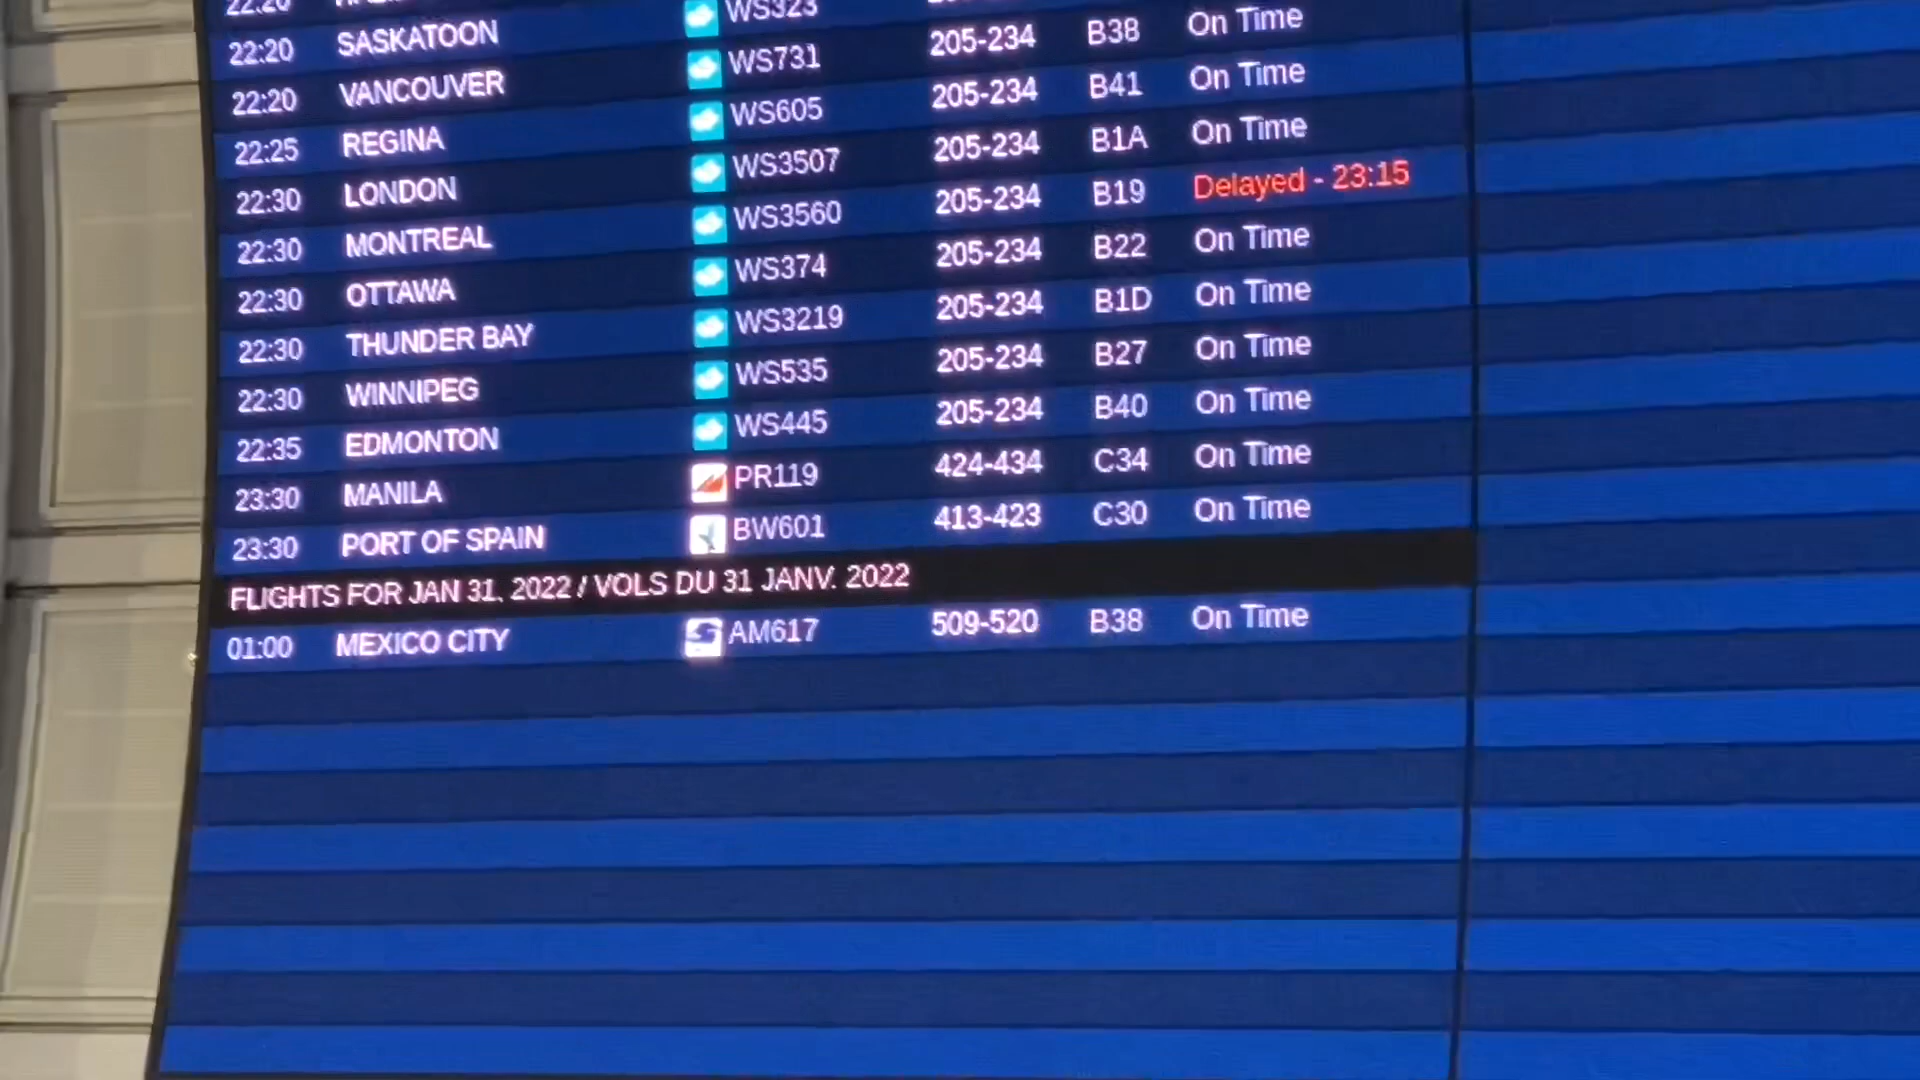 22:20
22:20 SASKATOON WS323
22:20 VANCOUVER WS731 205-234 B38 On Time
22:25 REGINA WS605 205-234 B41 On Time
22:30 LONDON WS3507 205-234 B1A On Time
22:30 MONTREAL WS3560 205-234 B19 Delayed - 23:15
22:30 OTTAWA WS374 205-234 B22 On Time
22:30 THUNDER BAY WS3219 205-234 B1D On Time
22:30 WINNIPEG WS535 205-234 B27 On Time
22:35 EDMONTON WS445 205-234 B40 On Time
23:30 MANILA PR119 424-434 C34 On Time
23:30 PORT OF SPAIN BW601 413-423 C30 On Time
FLIGHTS FOR JAN 31, 2022 / VOLS DU 31 JANV. 2022
01:00 MEXICO CITY AM617 509-520 B38 On Time